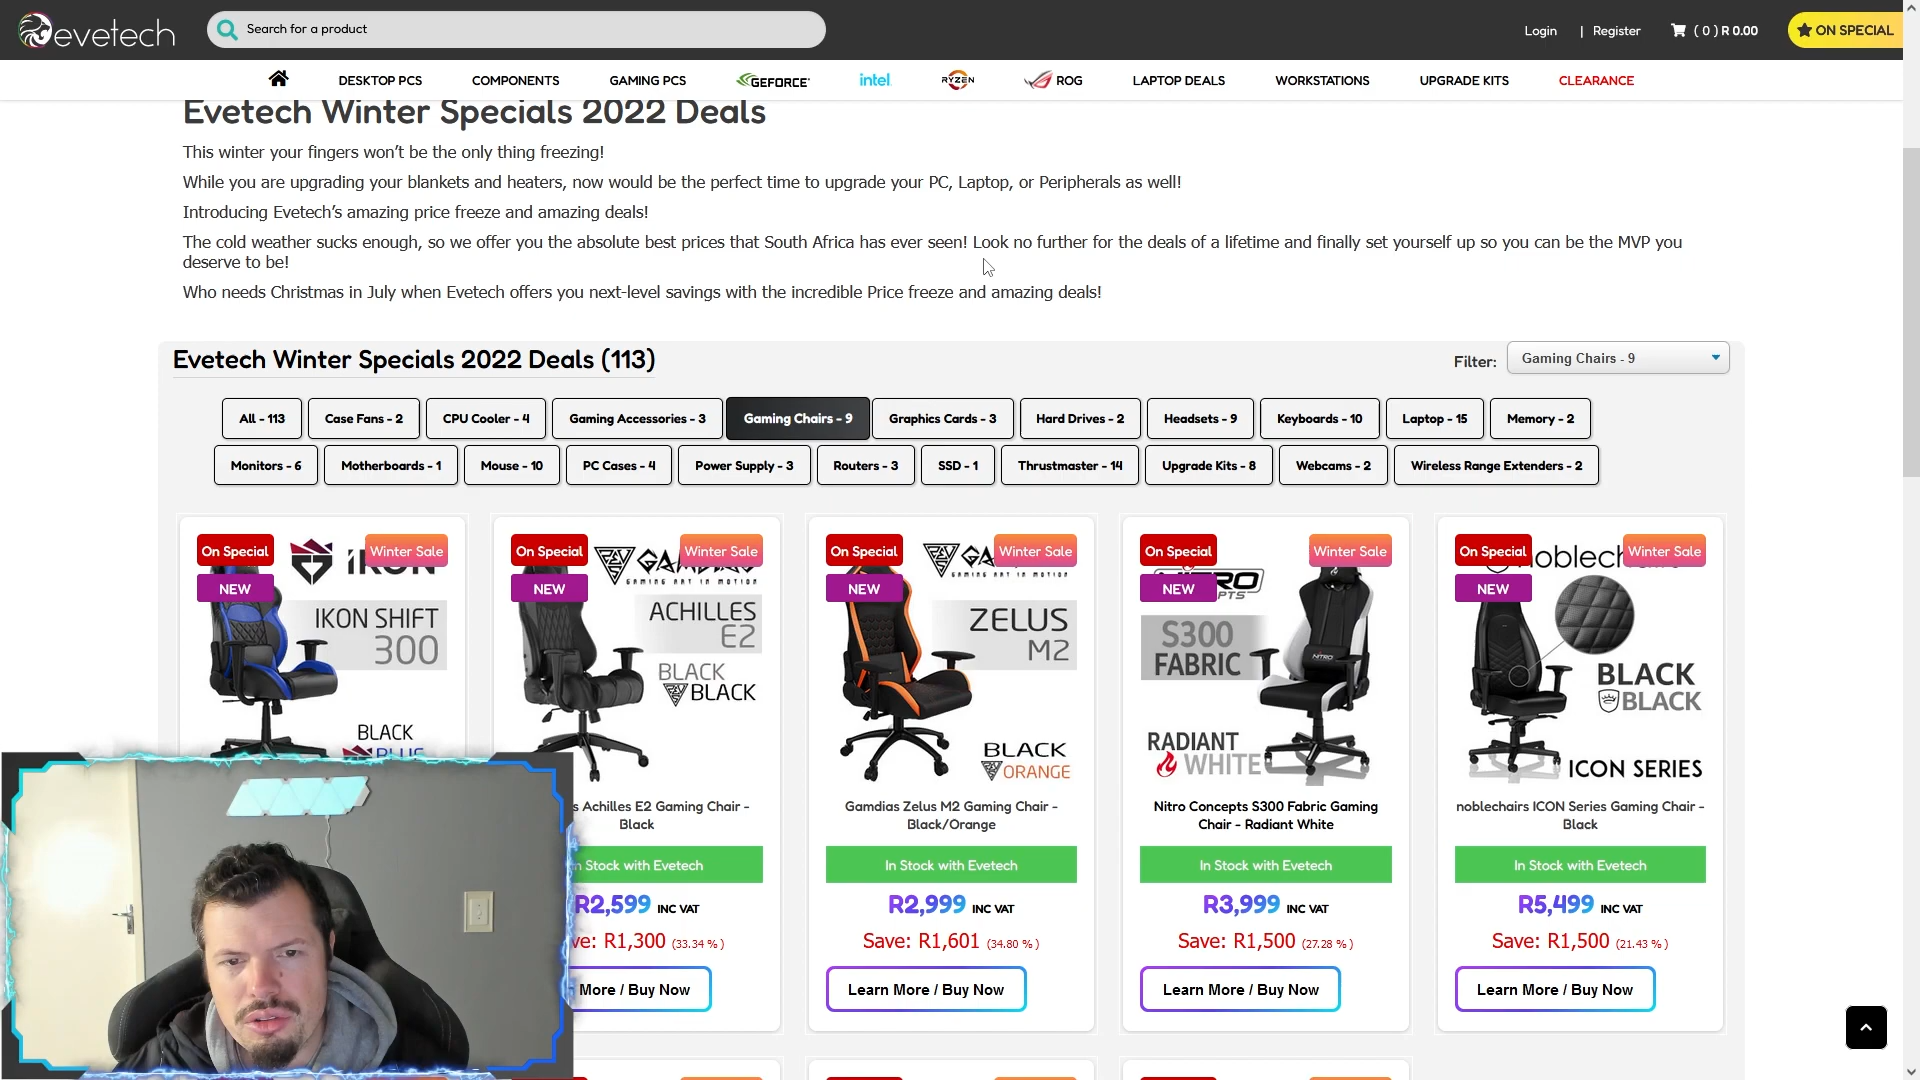 evetech
Search for a product
Login | Register
( 0 ) R 0.00
ON SPECIAL
DESKTOP PCS
COMPONENTS
GAMING PCS
GEFORCE
intel
RYZEN
ROG
LAPTOP DEALS
WORKSTATIONS
UPGRADE KITS
CLEARANCE
Evetech Winter Specials 2022 Deals
This winter your fingers won’t be the only thing freezing!
While you are upgrading your blankets and heaters, now would be the perfect time to upgrade your PC, Laptop, or Peripherals as well!
Introducing Evetech’s amazing price freeze and amazing deals!
The cold weather sucks enough, so we offer you the absolute best prices that South Africa has ever seen! Look no further for the deals of a lifetime and finally set yourself up so you can be the MVP you
deserve to be!
Who needs Christmas in July when Evetech offers you next-level savings with the incredible Price freeze and amazing deals!
Evetech Winter Specials 2022 Deals (113)
Filter:
Gaming Chairs - 9
All - 113
Case Fans - 2
CPU Cooler - 4
Gaming Accessories - 3
Gaming Chairs - 9
Graphics Cards - 3
Hard Drives - 2
Headsets - 9
Keyboards - 10
Laptop - 15
Memory - 2
Monitors - 6
Motherboards - 1
Mouse - 10
PC Cases - 4
Power Supply - 3
Routers - 3
SSD - 1
Thrustmaster - 14
Upgrade Kits - 8
Webcams - 2
Wireless Range Extenders - 2
On Special
Winter Sale
NEW
IKON
IKON SHIFT
300
BLACK
BLUE
On Special
Winter Sale
NEW
GAMING ART IN MOTION
ACHILLES
E2
BLACK
BLACK
s Achilles E2 Gaming Chair -
Black
n Stock with Evetech
R2,599 INC VAT
ve: R1,300 (33.34 % )
More / Buy Now
On Special
Winter Sale
NEW
GAMING ART IN MOTION
ZELUS
M2
BLACK
ORANGE
Gamdias Zelus M2 Gaming Chair -
Black/Orange
In Stock with Evetech
R2,999 INC VAT
Save: R1,601 (34.80 % )
Learn More / Buy Now
On Special
Winter Sale
NEW
S300
FABRIC
NITRO
RADIANT
WHITE
Nitro Concepts S300 Fabric Gaming
Chair - Radiant White
In Stock with Evetech
R3,999 INC VAT
Save: R1,500 (27.28 % )
Learn More / Buy Now
On Special
Winter Sale
NEW
BLACK
BLACK
ICON SERIES
noblechairs ICON Series Gaming Chair -
Black
In Stock with Evetech
R5,499 INC VAT
Save: R1,500 (21.43 % )
Learn More / Buy Now